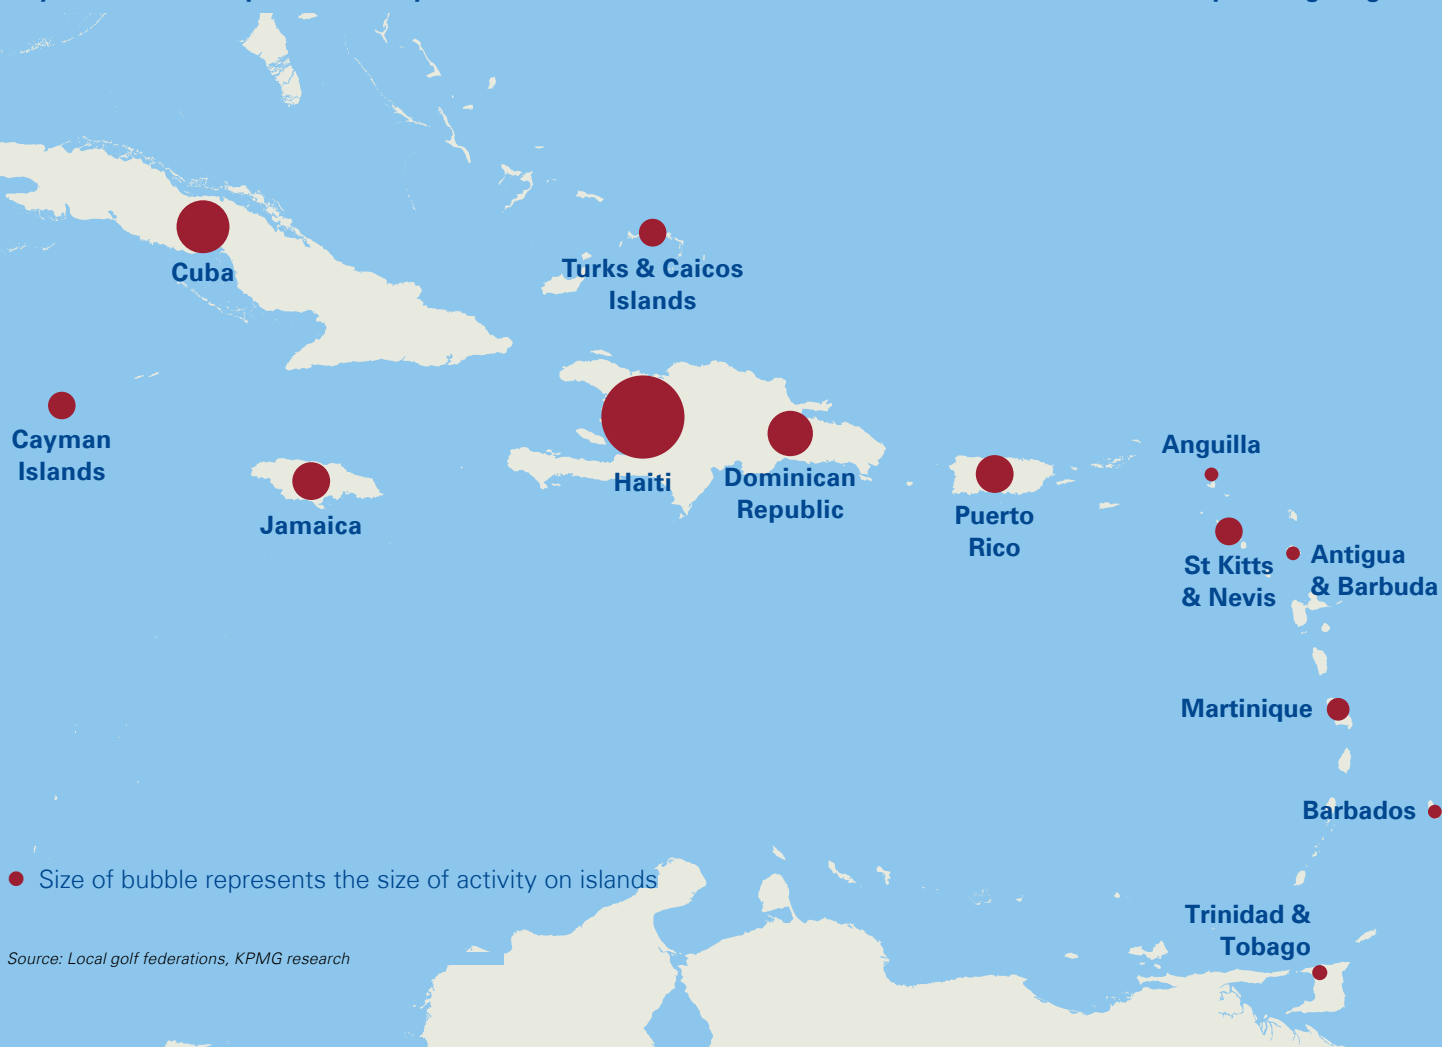 Cuba
Turks & Caicos
Islands
Cayman
Islands
Jamaica
Haiti
Dominican
Republic
Puerto
Rico
Anguilla
St Kitts
& Nevis
Antigua
& Barbuda
Martinique
Barbados
Size of bubble represents the size of activity on islands
Trinidad &
Tobago
Source: Local golf federations, KPMG research